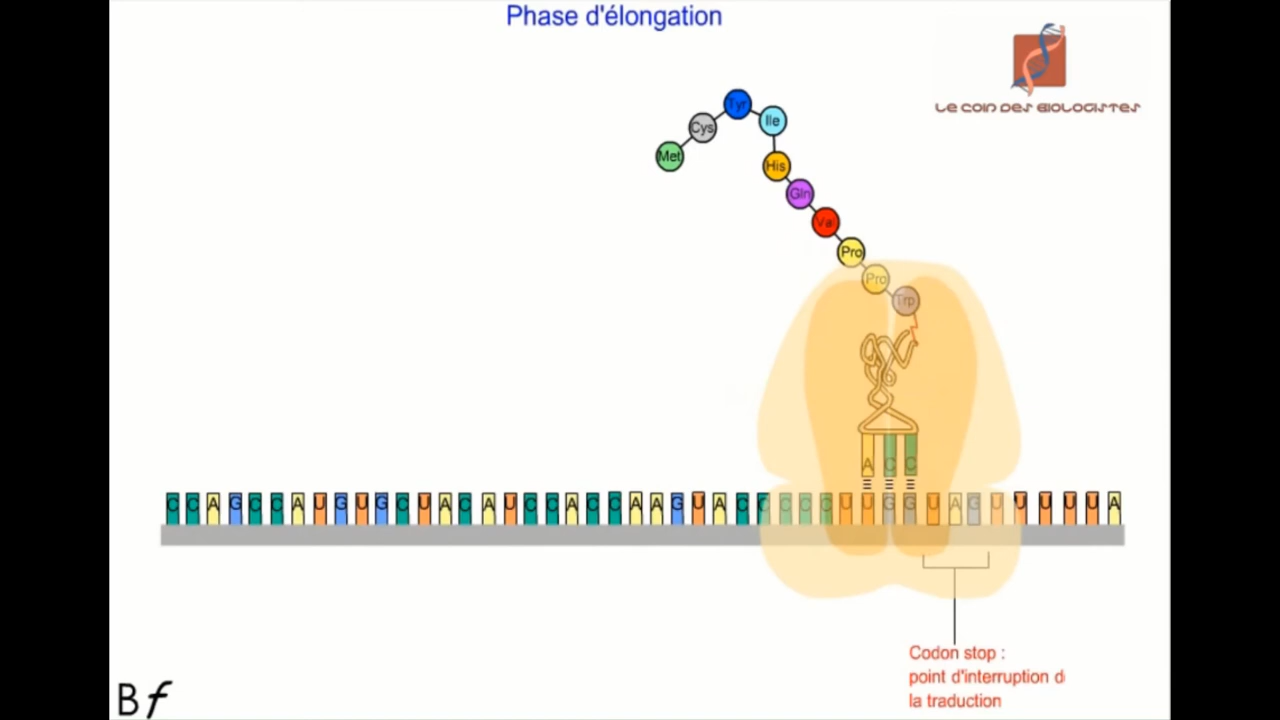 Phase d'élongation
LE COIN DES BIOLOGISTES
Tyr
Ile
Cys
Met
His
Gln
Val
Pro
Pro
Trp
A C C
C C A G C C A U G U G C U A C A U C C A C C A A G U A C C C C C U U G G U A G U U U U U A
Codon stop :
point d'interruption d
la traduction
Bf